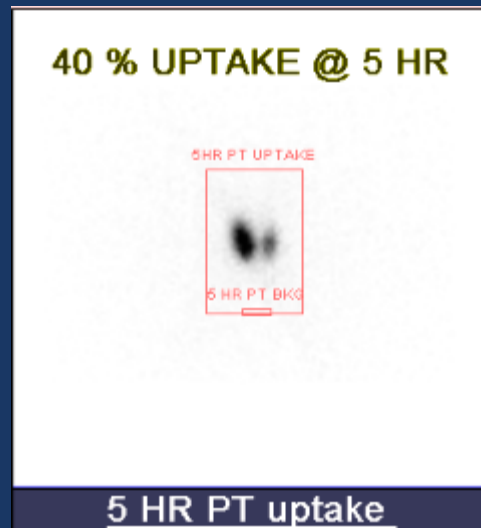 40 % UPTAKE @ 5 HR
5HR PT UPTAKE
5 HR PT BKG
5 HR PT uptake